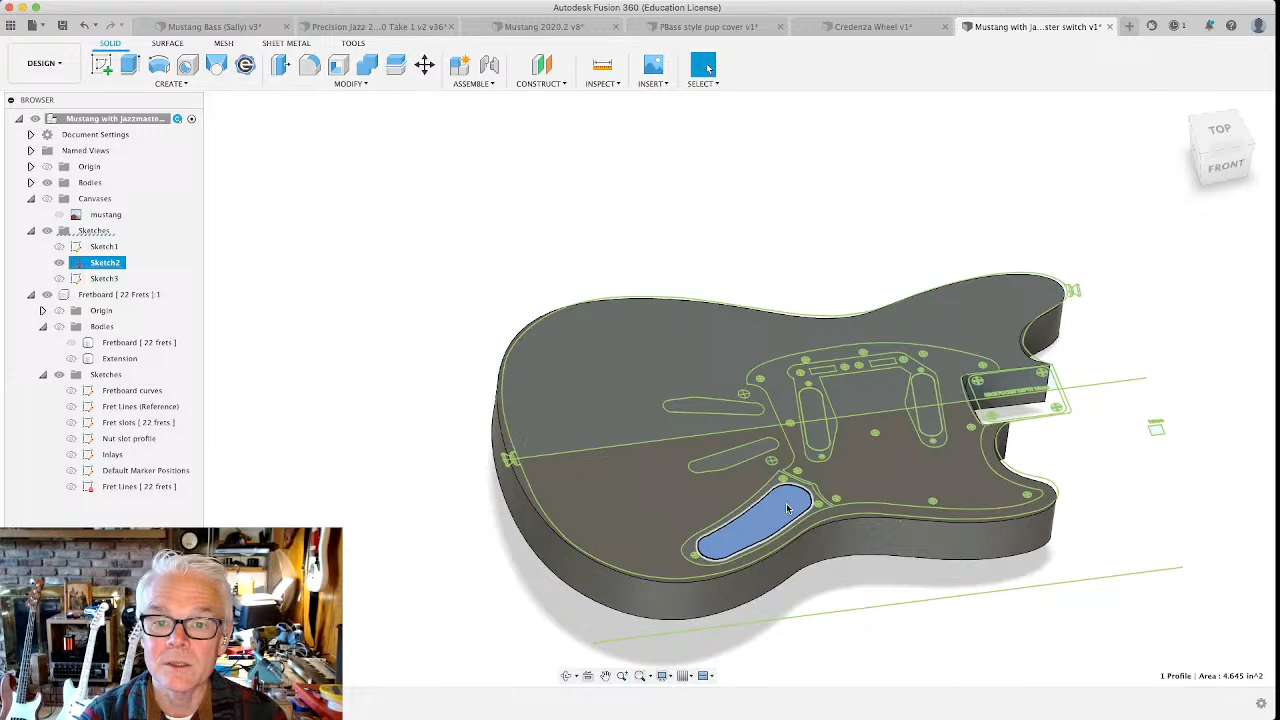 Autodesk Fusion 360 (Education License)
Mustang Bass (Sally) v3*
Precision Jazz 2...0 Take 1 v2 v36*
Mustang 2020.2 v8*
PBass style pup cover v1*
Credenza Wheel v1*
Mustang with ja...ster switch v1*
1
SOLID
SURFACE
MESH
SHEET METAL
TOOLS
DESIGN
CREATE
MODIFY
ASSEMBLE
CONSTRUCT
INSPECT
INSERT
SELECT
BROWSER
Mustang with jazzmaste...
Document Settings
Named Views
Origin
Bodies
Canvases
mustang
Sketches
Sketch1
Sketch2
Sketch3
Fretboard [ 22 Frets ]:1
Origin
Bodies
Fretboard [ 22 frets ]
Extension
Sketches
Fretboard curves
Fret Lines (Reference)
Fret slots [ 22 frets ]
Nut slot profile
Inlays
Default Marker Positions
Fret Lines [ 22 frets ]
TOP
FRONT
1 Profile | Area : 4.645 in^2